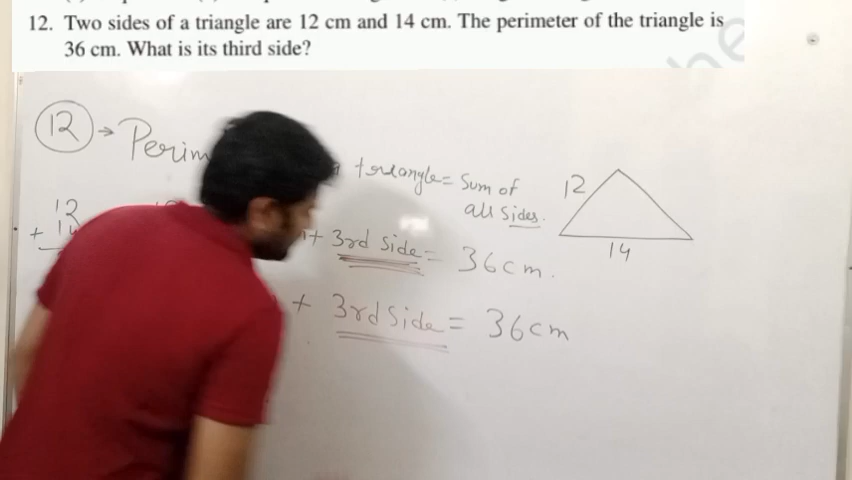 12. Two sides of a triangle are 12 cm and 14 cm. The perimeter of the triangle is
36 cm. What is its third side?
12 → Perim
triangle = Sum of
all sides.
12
+ 14
+ 3rd side = 36cm.
+ 3rd side = 36cm
12
14